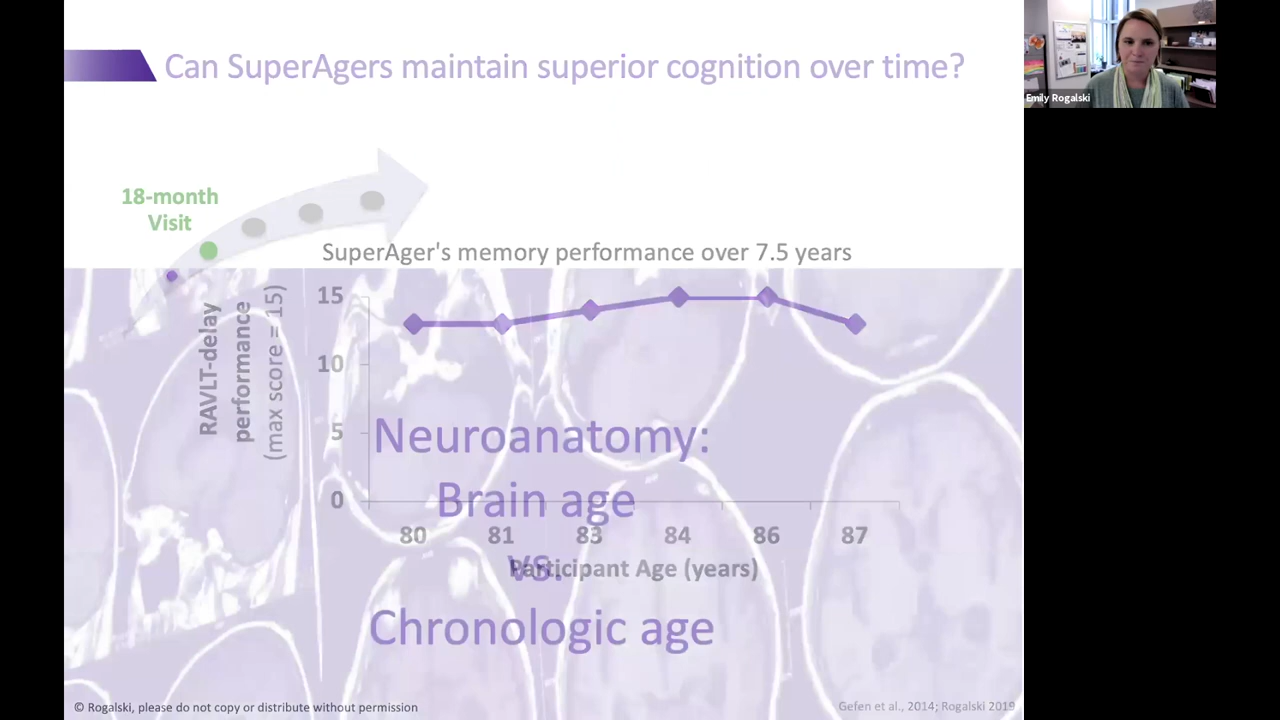 Can SuperAgers maintain superior cognition over time?
Emily Rogalski
18-month
Visit
SuperAger's memory performance over 7.5 years
RAVLT-delay
performance
(max score = 15)
15
10
5
0
80 81 83 84 86 87
Participant Age (years)
Neuroanatomy:
Brain age
vs.
Chronologic age
© Rogalski, please do not copy or distribute without permission
Gefen et al., 2014; Rogalski 2019